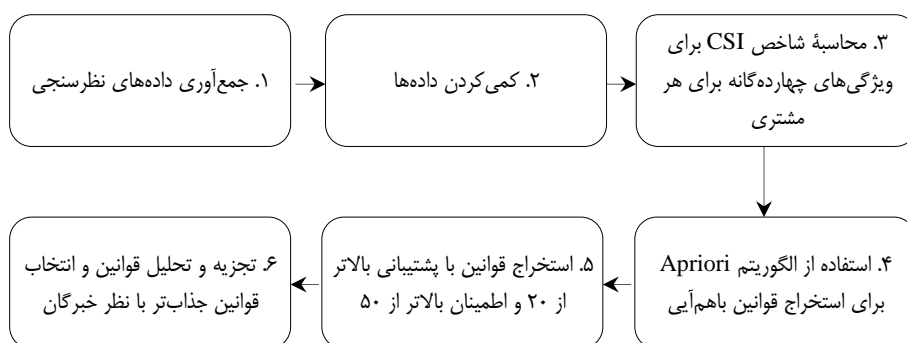 ۱. جمع‌آوری داده‌های نظرسنجی
۲. کمی‌کردن داده‌ها
۳. محاسبۀ شاخص CSI برای
ویژگی‌های چهارده‌گانه برای هر
مشتری
۴. استفاده از الگوریتم Apriori
برای استخراج قوانین باهم‌آیی
۵. استخراج قوانین با پشتیبانی بالاتر
از ۲۰ و اطمینان بالاتر از ۵۰
۶. تجزیه و تحلیل قوانین و انتخاب
قوانین جذاب‌تر با نظر خبرگان